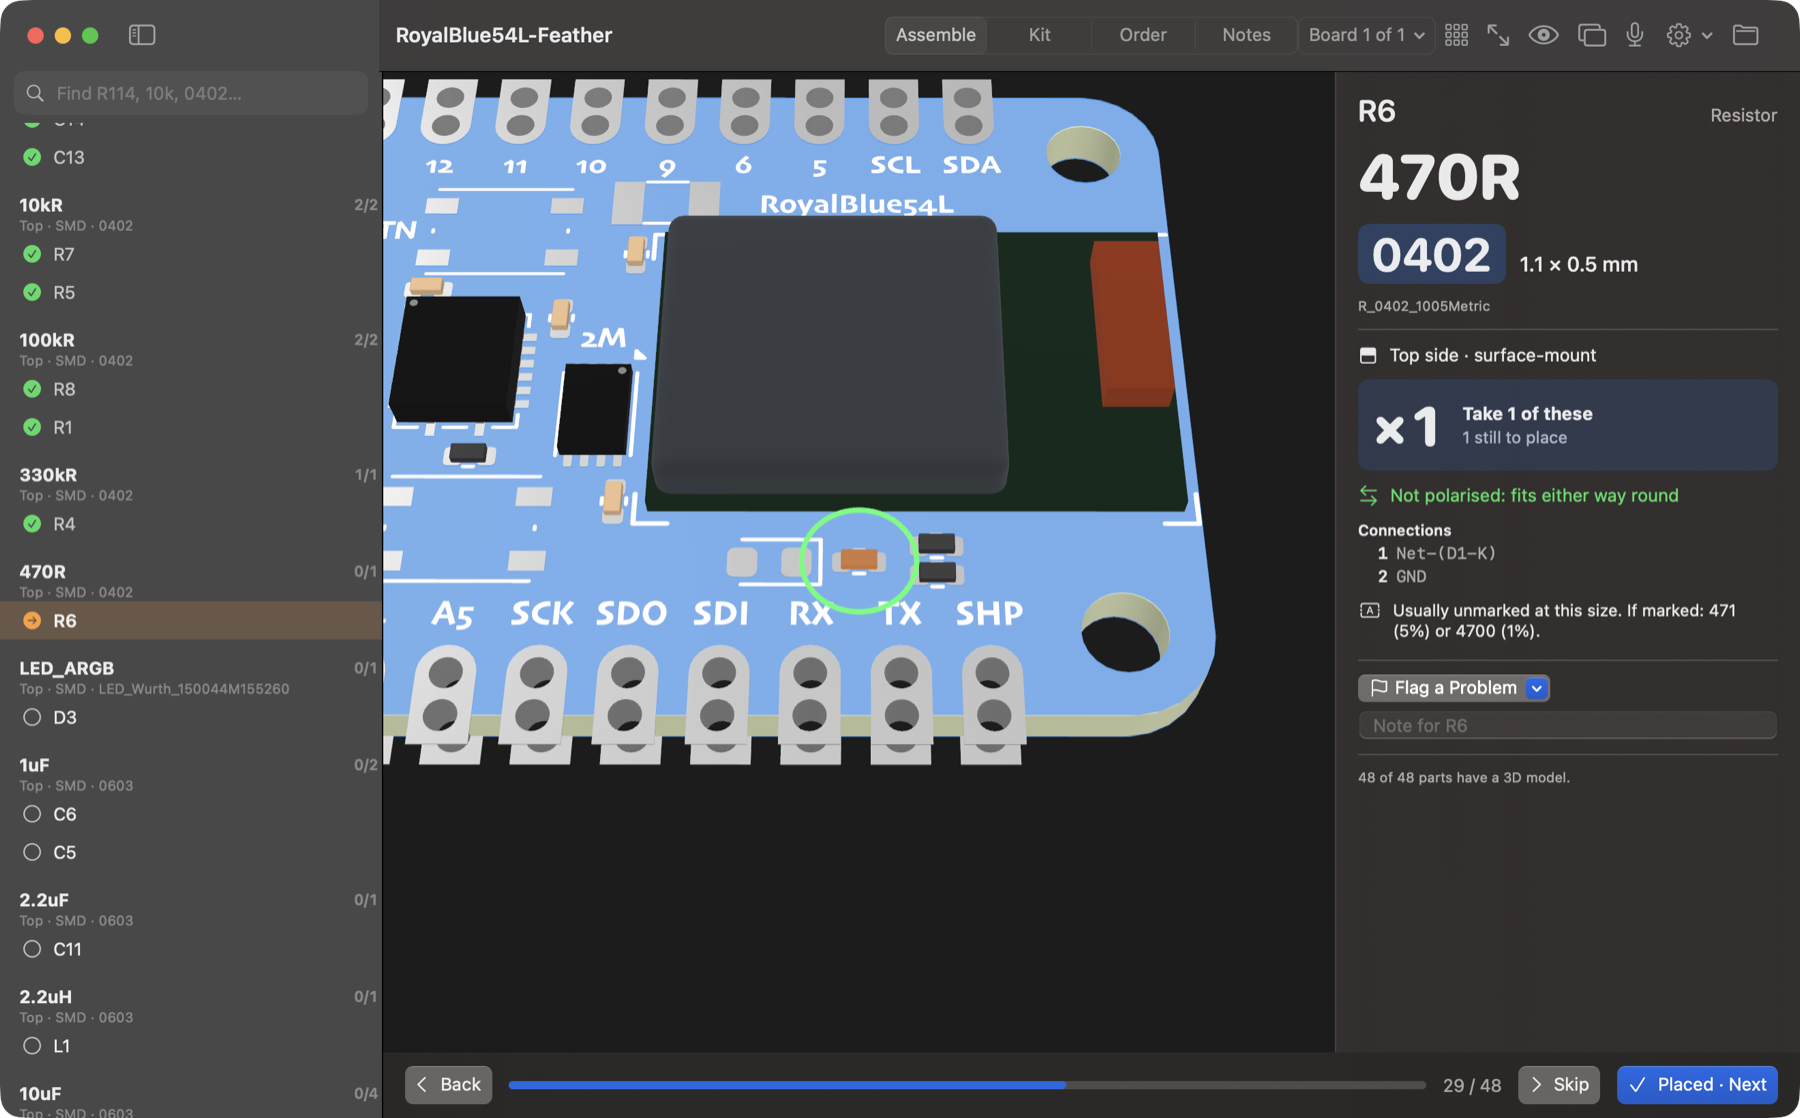 RoyalBlue54L-Feather
Assemble
Kit
Order
Notes
Board 1 of 1
Find R114, 10k, 0402...
C13
10kR
2/2
Top · SMD · 0402
R7
R5
100kR
2/2
Top · SMD · 0402
R8
R1
330kR
1/1
Top · SMD · 0402
R4
470R
0/1
Top · SMD · 0402
R6
LED_ARGB
0/1
Top · SMD · LED_Wurth_150044M155260
D3
1uF
0/2
Top · SMD · 0603
C6
C5
2.2uF
0/1
Top · SMD · 0603
C11
2.2uH
0/1
Top · SMD · 0603
L1
10uF
0/4
Top · SMD · 0603
12 11 10 9 6 5 SCL SDA
RoyalBlue54L
TN
2M
A5 SCK SDO SDI RX TX SHP
R6
Resistor
470R
0402
1.1 × 0.5 mm
R_0402_1005Metric
Top side · surface-mount
×1
Take 1 of these
1 still to place
Not polarised: fits either way round
Connections
1 Net-(D1-K)
2 GND
A
Usually unmarked at this size. If marked: 471
(5%) or 4700 (1%).
Flag a Problem
Note for R6
48 of 48 parts have a 3D model.
Back
29 / 48
Skip
Placed · Next